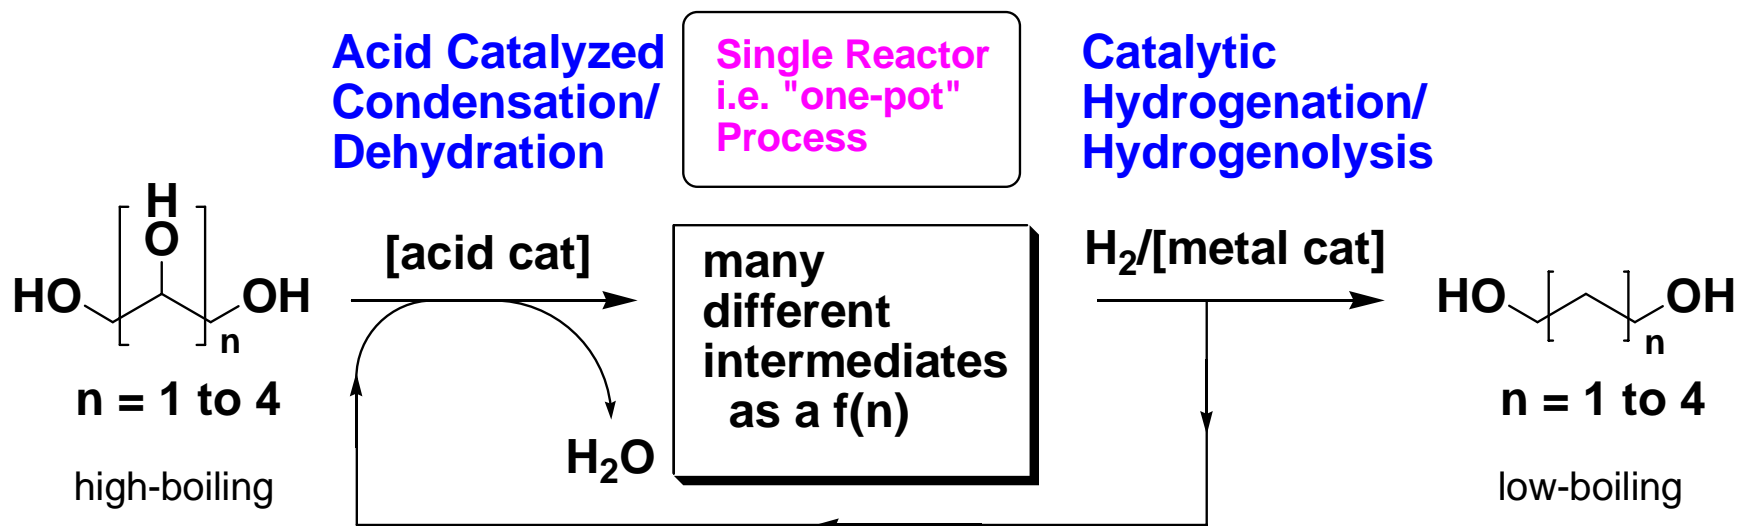 Acid Catalyzed
Condensation/
Dehydration
Single Reactor
i.e. "one-pot"
Process
Catalytic
Hydrogenation/
Hydrogenolysis
H
O
HO
OH
n
n = 1 to 4
high-boiling
[acid cat]
H₂O
many
different
intermediates
as a f(n)
H₂/[metal cat]
HO
OH
n
n = 1 to 4
low-boiling